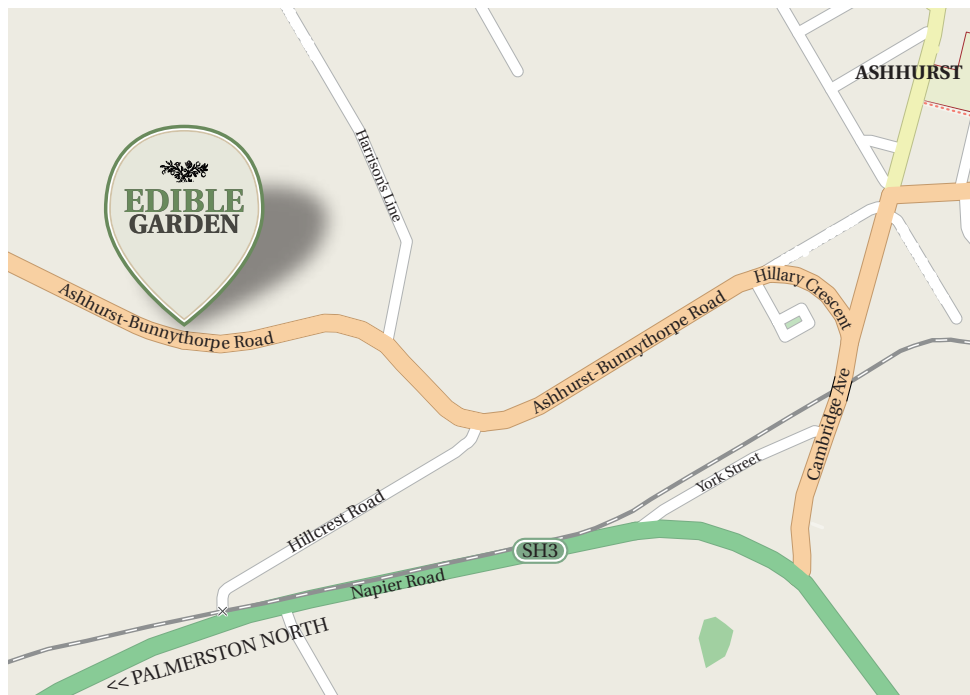 ASHHURST
Harrison's Line
EDIBLE
GARDEN
Hillary Crescent
Ashhurst-Bunnythorpe Road
Ashhurst-Bunnythorpe Road
Cambridge Ave
York Street
Hillcrest Road
SH3
Napier Road
<< PALMERSTON NORTH